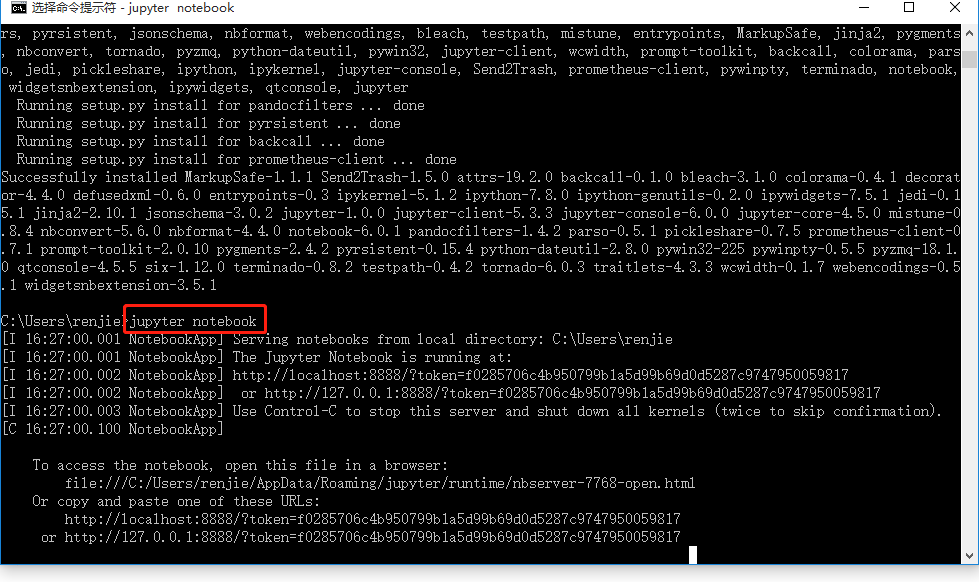 选择命令提示符 - jupyter  notebook
rs, pyrsistent, jsonschema, nbformat, webencodings, bleach, testpath, mistune, entrypoints, MarkupSafe, jinja2, pygments
, nbconvert, tornado, pyzmq, python-dateutil, pywin32, jupyter-client, wcwidth, prompt-toolkit, backcall, colorama, pars
o, jedi, pickleshare, ipython, ipykernel, jupyter-console, Send2Trash, prometheus-client, pywinpty, terminado, notebook,
widgetsnbextension, ipywidgets, qtconsole, jupyter
Running setup.py install for pandocfilters ... done
Running setup.py install for pyrsistent ... done
Running setup.py install for backcall ... done
Running setup.py install for prometheus-client ... done
Successfully installed MarkupSafe-1.1.1 Send2Trash-1.5.0 attrs-19.2.0 backcall-0.1.0 bleach-3.1.0 colorama-0.4.1 decorat
or-4.4.0 defusedxml-0.6.0 entrypoints-0.3 ipykernel-5.1.2 ipython-7.8.0 ipython-genutils-0.2.0 ipywidgets-7.5.1 jedi-0.1
5.1 jinja2-2.10.1 jsonschema-3.0.2 jupyter-1.0.0 jupyter-client-5.3.3 jupyter-console-6.0.0 jupyter-core-4.5.0 mistune-0
.8.4 nbconvert-5.6.0 nbformat-4.4.0 notebook-6.0.1 pandocfilters-1.4.2 parso-0.5.1 pickleshare-0.7.5 prometheus-client-0
.7.1 prompt-toolkit-2.0.10 pygments-2.4.2 pyrsistent-0.15.4 python-dateutil-2.8.0 pywin32-225 pywinpty-0.5.5 pyzmq-18.1.
0 qtconsole-4.5.5 six-1.12.0 terminado-0.8.2 testpath-0.4.2 tornado-6.0.3 traitlets-4.3.3 wcwidth-0.1.7 webencodings-0.5
.1 widgetsnbextension-3.5.1
C:\Users\renjie>jupyter notebook
[I 16:27:00.001 NotebookApp] Serving notebooks from local directory: C:\Users\renjie
[I 16:27:00.001 NotebookApp] The Jupyter Notebook is running at:
[I 16:27:00.002 NotebookApp] http://localhost:8888/?token=f0285706c4b950799b1a5d99b69d0d5287c9747950059817
[I 16:27:00.002 NotebookApp]  or http://127.0.0.1:8888/?token=f0285706c4b950799b1a5d99b69d0d5287c9747950059817
[I 16:27:00.003 NotebookApp] Use Control-C to stop this server and shut down all kernels (twice to skip confirmation).
[C 16:27:00.100 NotebookApp]
To access the notebook, open this file in a browser:
file:///C:/Users/renjie/AppData/Roaming/jupyter/runtime/nbserver-7768-open.html
Or copy and paste one of these URLs:
http://localhost:8888/?token=f0285706c4b950799b1a5d99b69d0d5287c9747950059817
or http://127.0.0.1:8888/?token=f0285706c4b950799b1a5d99b69d0d5287c9747950059817